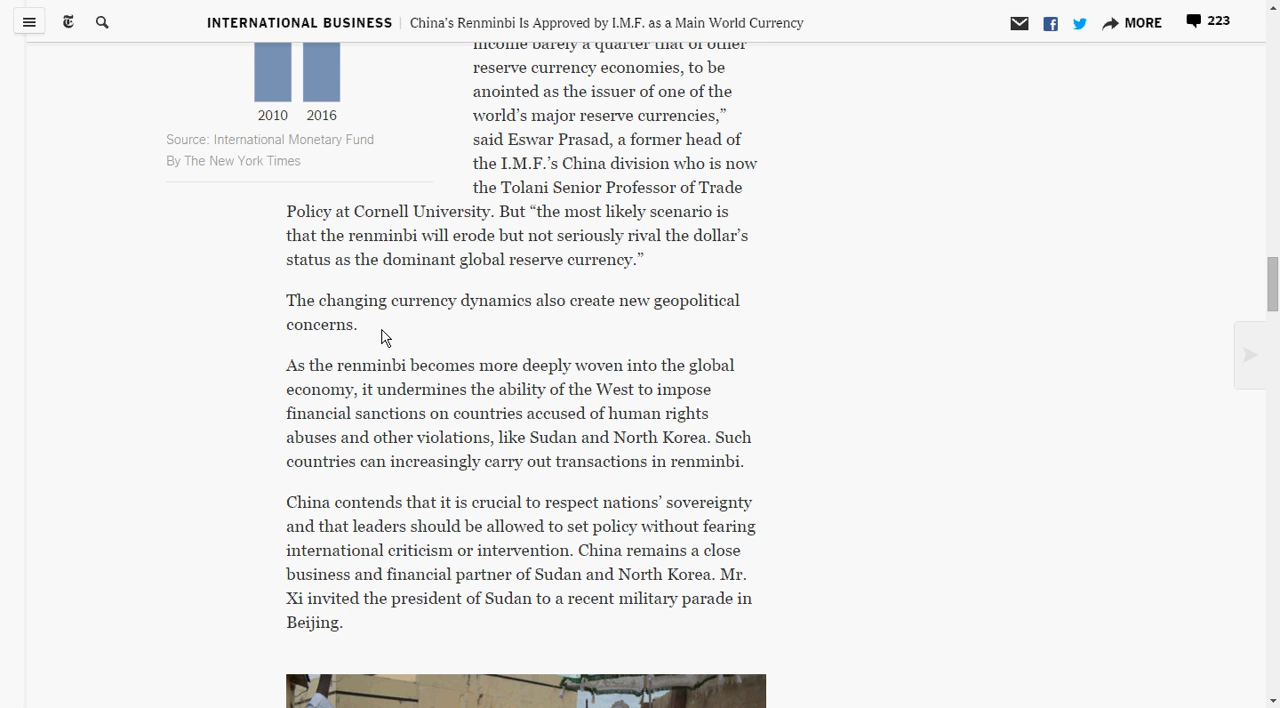 INTERNATIONAL BUSINESS | China's Renminbi Is Approved by I.M.F. as a Main World Currency
MORE
223
2010 2016
Source: International Monetary Fund
By The New York Times
income barely a quarter that of other
reserve currency economies, to be
anointed as the issuer of one of the
world's major reserve currencies,”
said Eswar Prasad, a former head of
the I.M.F.'s China division who is now
the Tolani Senior Professor of Trade
Policy at Cornell University. But “the most likely scenario is
that the renminbi will erode but not seriously rival the dollar's
status as the dominant global reserve currency.”
The changing currency dynamics also create new geopolitical
concerns.
As the renminbi becomes more deeply woven into the global
economy, it undermines the ability of the West to impose
financial sanctions on countries accused of human rights
abuses and other violations, like Sudan and North Korea. Such
countries can increasingly carry out transactions in renminbi.
China contends that it is crucial to respect nations' sovereignty
and that leaders should be allowed to set policy without fearing
international criticism or intervention. China remains a close
business and financial partner of Sudan and North Korea. Mr.
Xi invited the president of Sudan to a recent military parade in
Beijing.